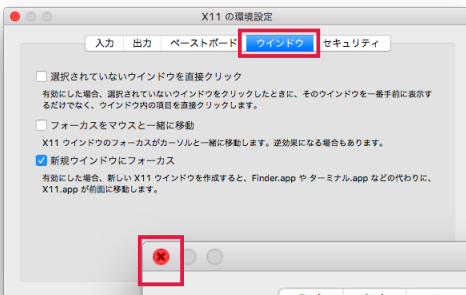 X11 の環境設定
入力 出力 ペーストボード ウインドウ セキュリティ
選択されていないウインドウを直接クリック
有効にした場合、選択されていないウインドウをクリックしたときに、そのウインドウを一番手前に表示す
るだけでなく、ウインドウ内の項目を直接クリックします。
フォーカスをマウスと一緒に移動
X11 ウインドウのフォーカスがカーソルと一緒に移動します。逆効果になる場合もあります。
新規ウインドウにフォーカス
有効にした場合、新しい X11 ウインドウを作成すると、Finder.app や ターミナル.app などの代わりに、
X11.app が前面に移動します。